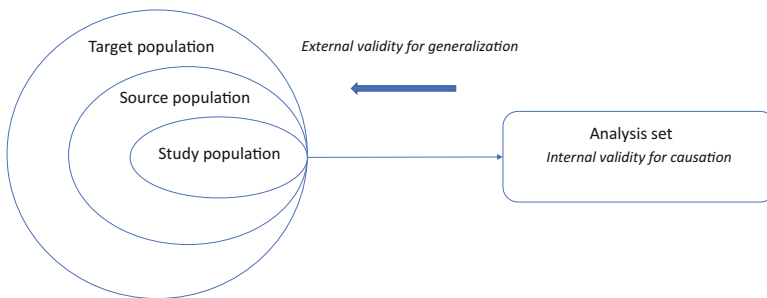 Target population
External validity for generalization
Source population
Analysis set
Study population
Internal validity for causation